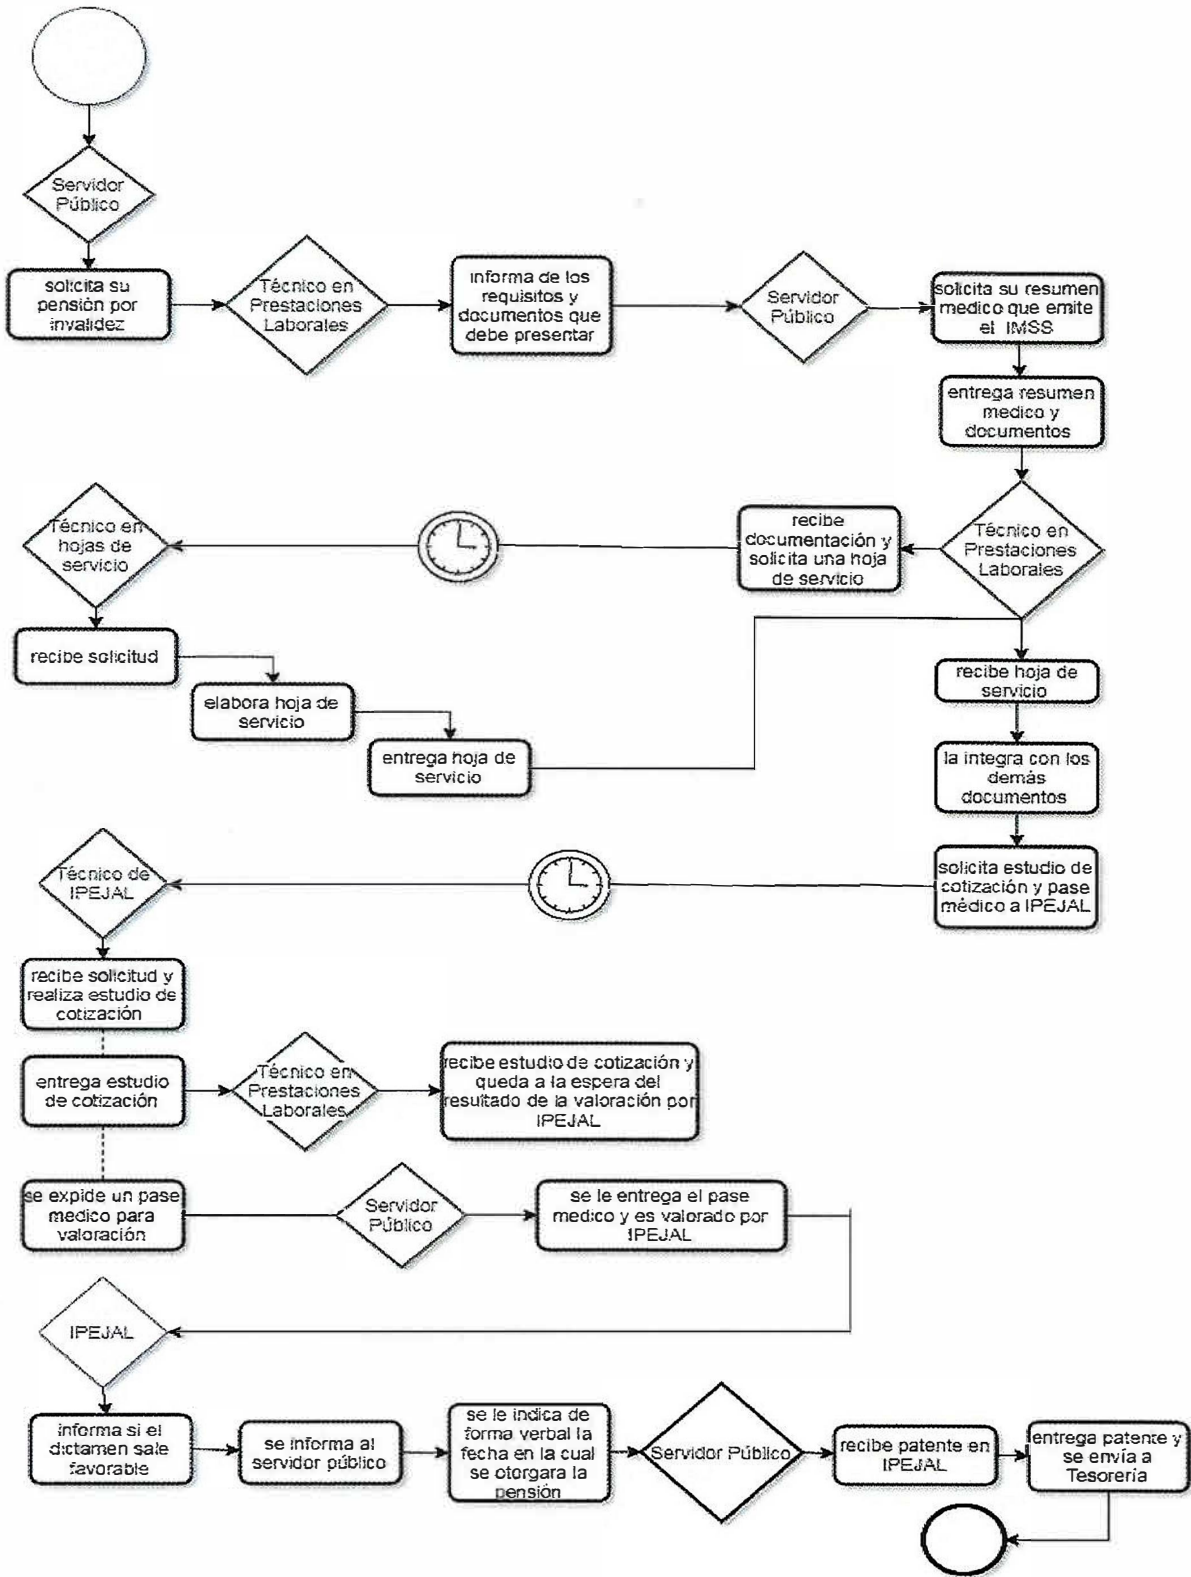 Servidor
Público
solicita su
pensión por
invalidez
Técnico en
Prestaciones
Laborales
informa de los
requisitos y
documentos que
debe presentar
Servidor
Público
solicita su resumen
medico que emite
el IMSS
entrega resumen
medico y
documentos
Técnico en
Prestaciones
Laborales
recibe
documentación y
solicita una hoja
de servicio
Técnico en
hojas de
servicio
recibe solicitud
elabora hoja de
servicio
entrega hoja de
servicio
recibe hoja de
servicio
la integra con los
demás
documentos
solicita estudio de
cotización y pase
médico a IPEJAL
Técnico de
IPEJAL
recibe solicitud y
realiza estudio de
cotización
entrega estudio
de cotización
Técnico en
Prestaciones
Laborales
recibe estudio de cotización y
queda a la espera del
resultado de la valoración por
IPEJAL
se expide un pase
medico para
valoración
Servidor
Público
se le entrega el pase
medico y es valorado por
IPEJAL
IPEJAL
informa si el
dictamen sale
favorable
se informa al
servidor público
se le indica de
forma verbal la
fecha en la cual
se otorgara la
pensión
Servidor Público
recibe patente en
IPEJAL
entrega patente y
se envía a
Tesorería